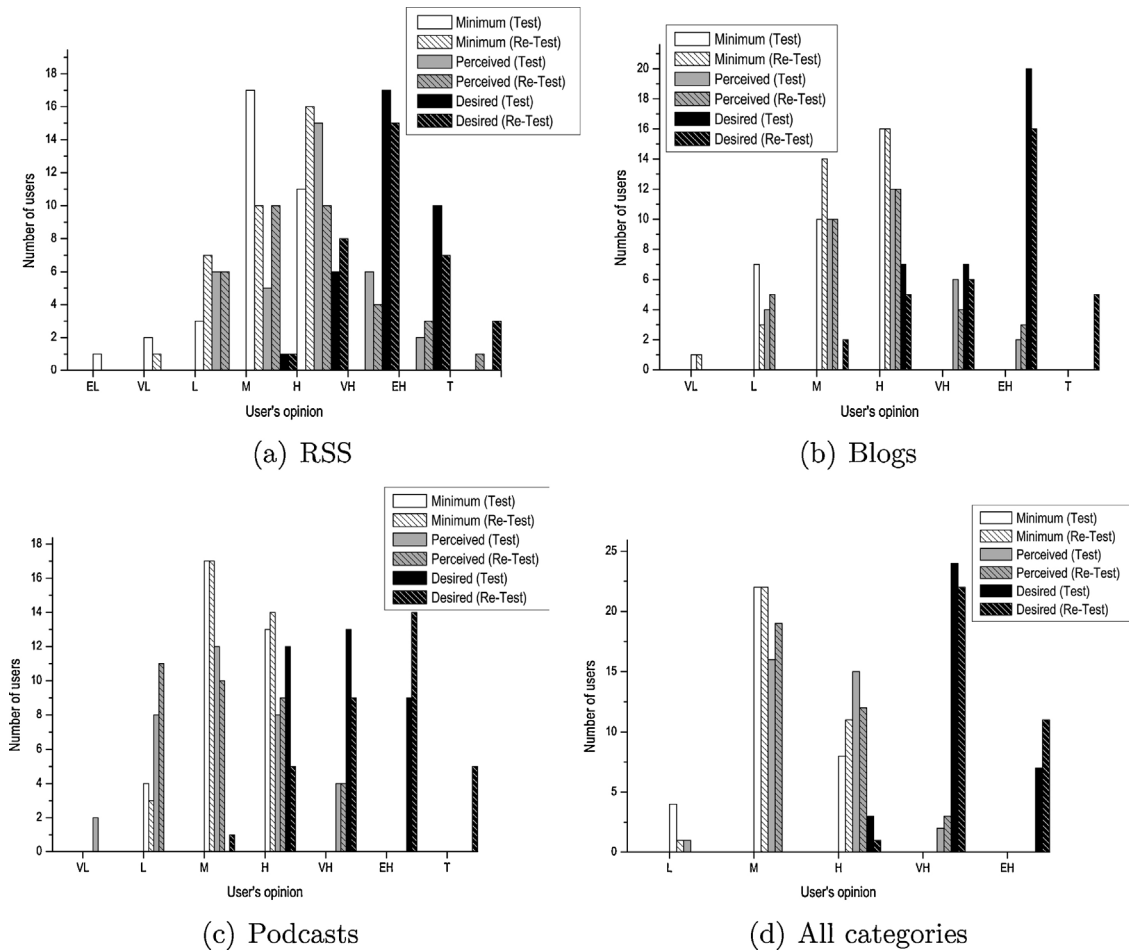 Minimum (Test)
Minimum (Re-Test)
Perceived (Test)
Perceived (Re-Test)
Desired (Test)
Desired (Re-Test)
18
16
14
12
10
8
6
4
2
0
Number of users
EL VL L M H VH EH T
User's opinion
(a) RSS
Minimum (Test)
Minimum (Re-Test)
Perceived (Test)
Perceived (Re-Test)
Desired (Test)
Desired (Re-Test)
20
18
16
14
12
10
8
6
4
2
0
Number of users
VL L M H VH EH T
User's opinion
(b) Blogs
Minimum (Test)
Minimum (Re-Test)
Perceived (Test)
Perceived (Re-Test)
Desired (Test)
Desired (Re-Test)
18
16
14
12
10
8
6
4
2
0
Number of users
VL L M H VH EH T
User's opinion
(c) Podcasts
Minimum (Test)
Minimum (Re-Test)
Perceived (Test)
Perceived (Re-Test)
Desired (Test)
Desired (Re-Test)
25
20
15
10
5
0
Number of users
L M H VH EH
User's opinion
(d) All categories